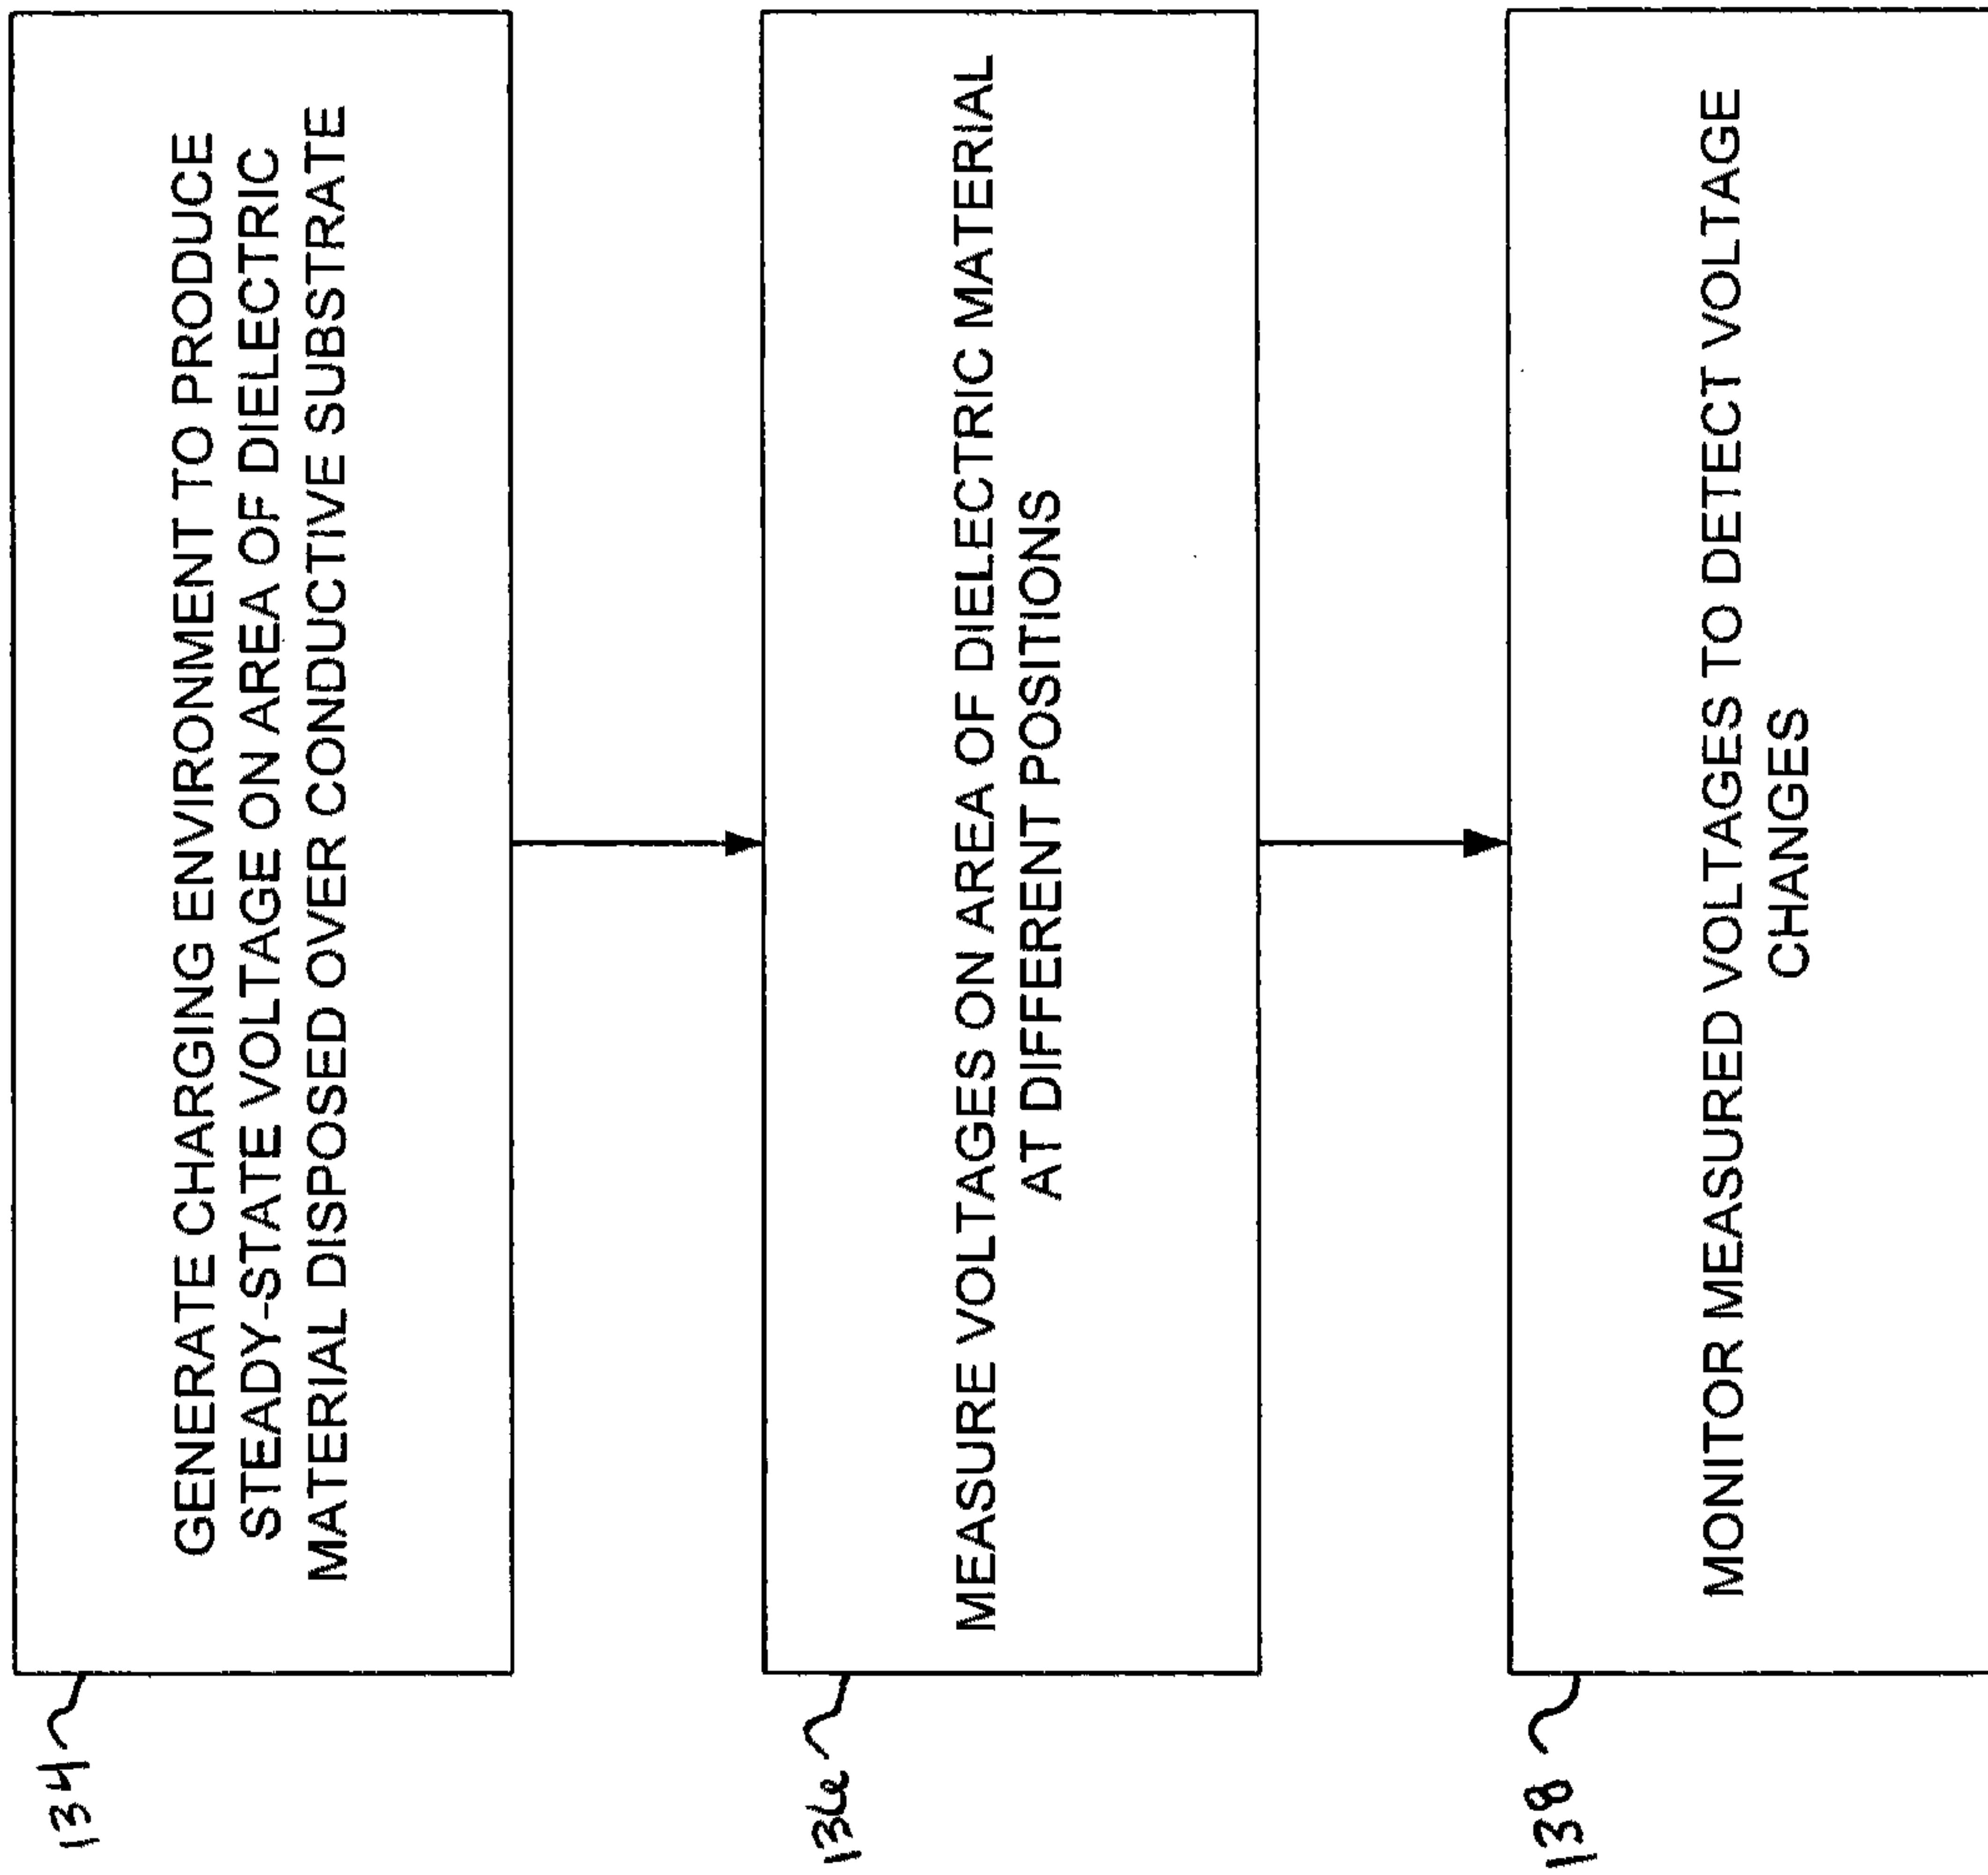 134
GENERATE CHARGING ENVIRONMENT TO PRODUCE
STEADY-STATE VOLTAGE ON AREA OF DIELECTRIC
MATERIAL DISPOSED OVER CONDUCTIVE SUBSTRATE
136
MEASURE VOLTAGES ON AREA OF DIELECTRIC MATERIAL
AT DIFFERENT POSITIONS
138
MONITOR MEASURED VOLTAGES TO DETECT VOLTAGE
CHANGES